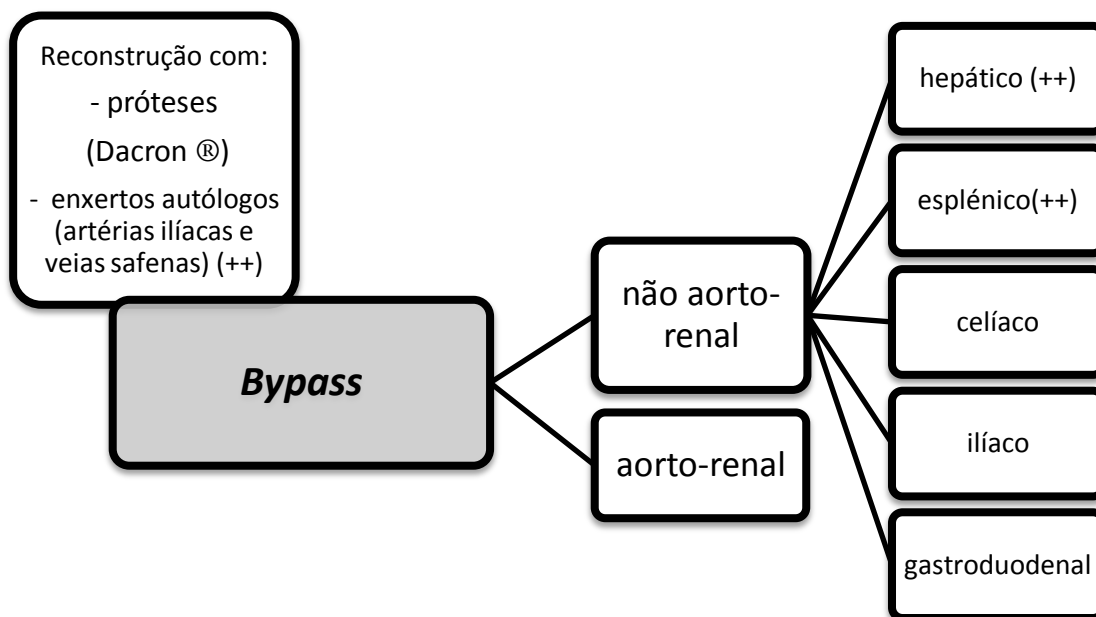 Reconstrução com:
- próteses
(Dacron ®)
- enxertos autólogos
(artérias ilíacas e
veias safenas) (++)
Bypass
não aorto-
renal
aorto-renal
hepático (++)
esplénico(++)
celíaco
ilíaco
gastroduodenal